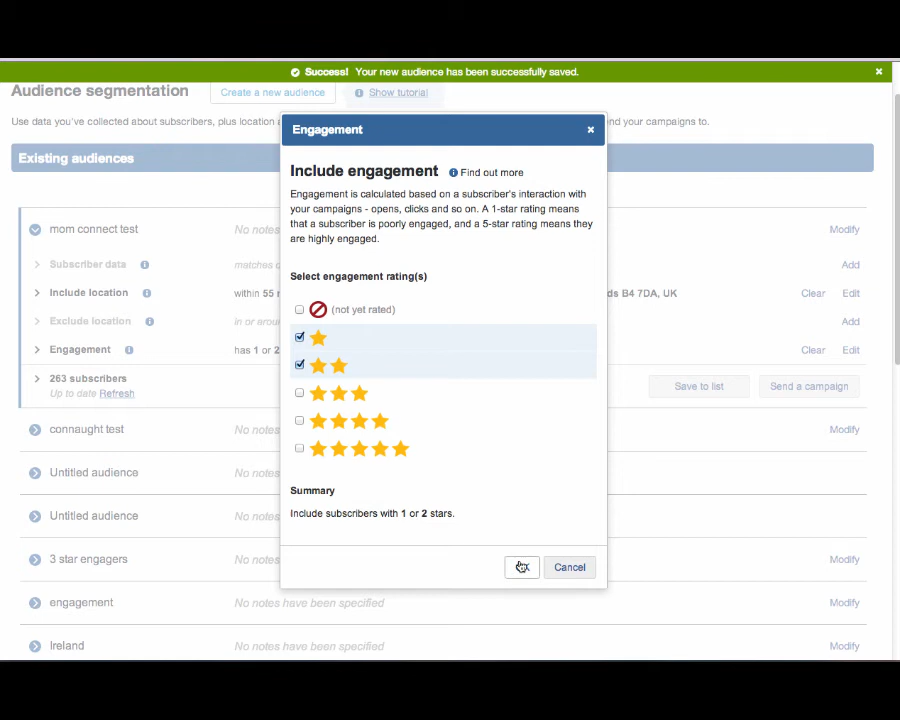 Success! Your new audience has been successfully saved.
Audience segmentation
Create a new audience
Show tutorial
Use data you've collected about subscribers, plus location a
nd your campaigns to.
Existing audiences
Engagement
Include engagement
Find out more
Engagement is calculated based on a subscriber's interaction with
your campaigns - opens, clicks and so on. A 1-star rating means
that a subscriber is poorly engaged, and a 5-star rating means they
are highly engaged.
Select engagement rating(s)
(not yet rated)
Summary
Include subscribers with 1 or 2 stars.
Cancel
mom connect test No notes Modify
Subscriber data matches Add
Include location within 55 ds B4 7DA, UK Clear Edit
Exclude location in or arou Add
Engagement has 1 or 2 Clear Edit
263 subscribers Save to list Send a campaign
Up to date Refresh
connaught test No notes Modify
Untitled audience No notes
Untitled audience No notes
3 star engagers No notes Modify
engagement No notes have been specified Modify
Ireland No notes have been specified Modify